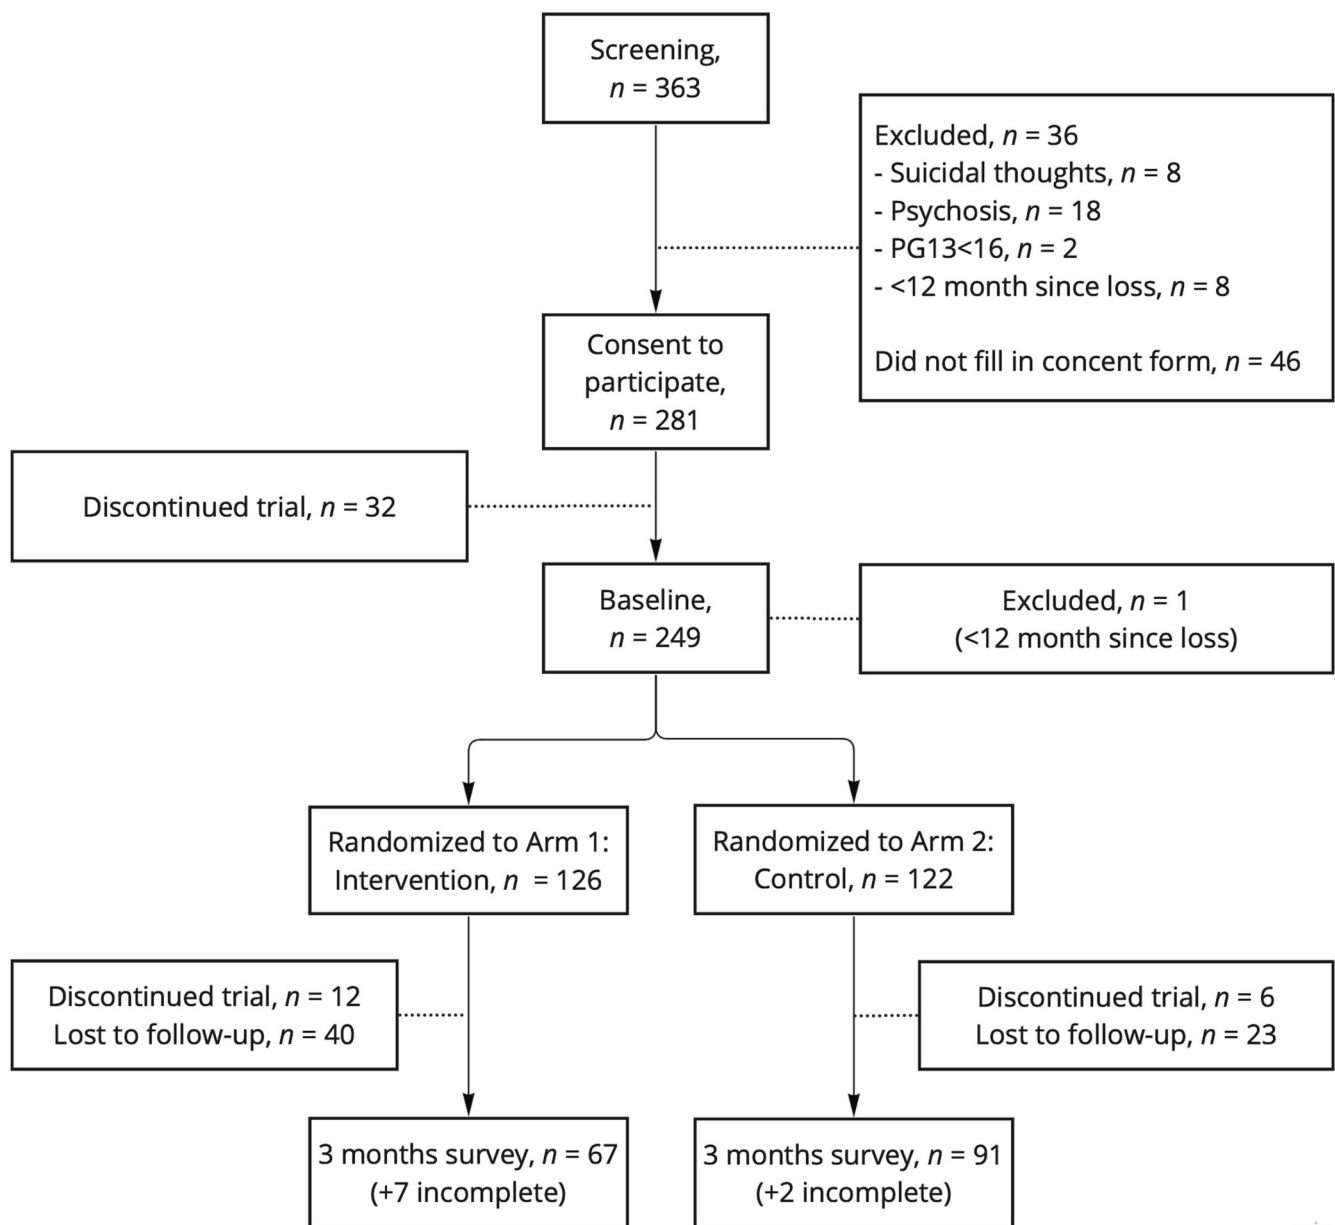 Screening,
n = 363
Excluded, n = 36
- Suicidal thoughts, n = 8
- Psychosis, n = 18
- PG13<16, n = 2
- <12 month since loss, n = 8
Did not fill in concent form, n = 46
Consent to
participate,
n = 281
Discontinued trial, n = 32
Baseline,
n = 249
Excluded, n = 1
(<12 month since loss)
Randomized to Arm 1:
Intervention, n  = 126
Randomized to Arm 2:
Control, n = 122
Discontinued trial, n = 12
Lost to follow-up, n = 40
Discontinued trial, n = 6
Lost to follow-up, n = 23
3 months survey, n = 67
(+7 incomplete)
3 months survey, n = 91
(+2 incomplete)